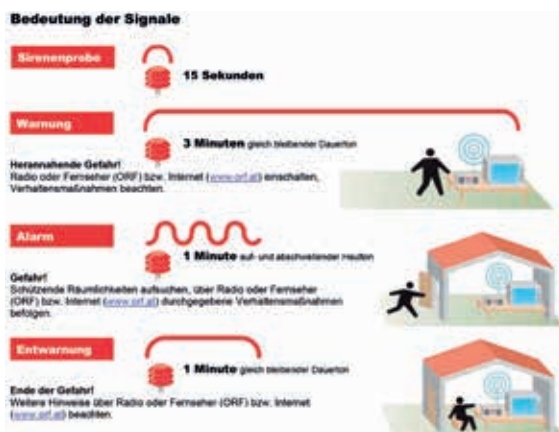 Bedeutung der Signale
Sirenenprobe
15 Sekunden
Warnung
3 Minuten gleich bleibender Dauerton
Herannahende Gefahr!
Radio oder Fernseher (ORF) bzw. Internet (www.orf.at) einschalten,
Verhaltensmaßnahmen beachten.
Alarm
1 Minute auf- und abschwellender Heulton
Gefahr!
Schützende Räumlichkeiten aufsuchen, über Radio oder Fernseher
(ORF) bzw. Internet (www.orf.at) durchgegebene Verhaltensmaßnahmen
befolgen.
Entwarnung
1 Minute gleich bleibender Dauerton
Ende der Gefahr!
Weitere Hinweise über Radio oder Fernseher (ORF) bzw. Internet
(www.orf.at) beachten.